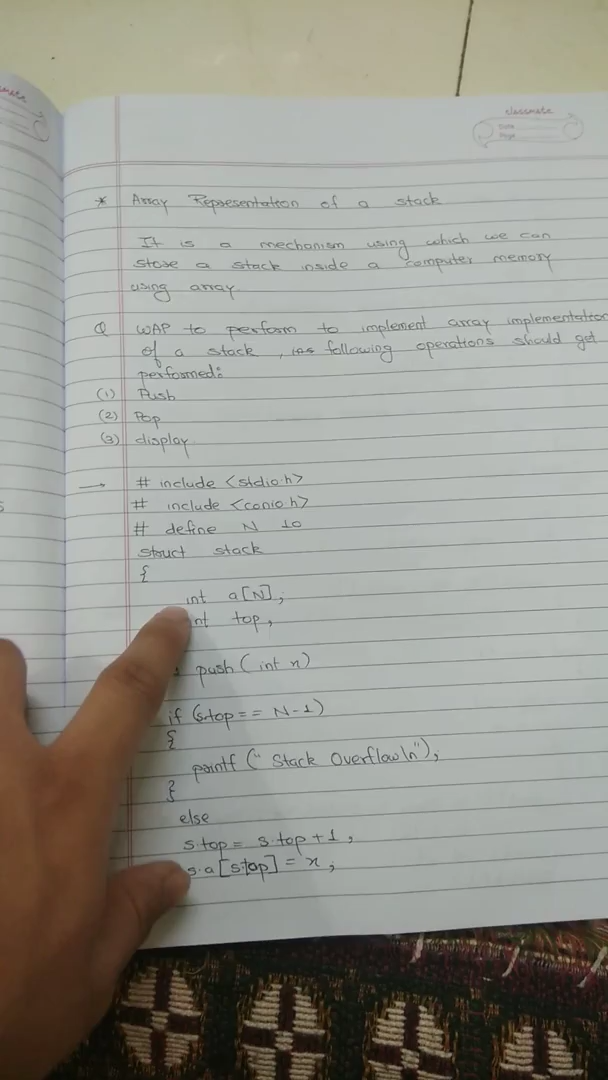 classmate
Date
Page
* Array Representation of a stack
It is a mechanism using which we can
store a stack inside a computer memory
using array
Q WAP to perform to implement array implementation
of a stack, following operations should get
performed:
(1) Push
(2) Pop
(3) display
→ # include <stdio.h>
# include <conio.h>
# define N 10
struct stack
{
int a[N];
int top;
push (int x)
if (s.top == N-1)
{
printf (" Stack Overflow\n");
}
else
s.top = s.top + 1;
s.a[s.top] = x;